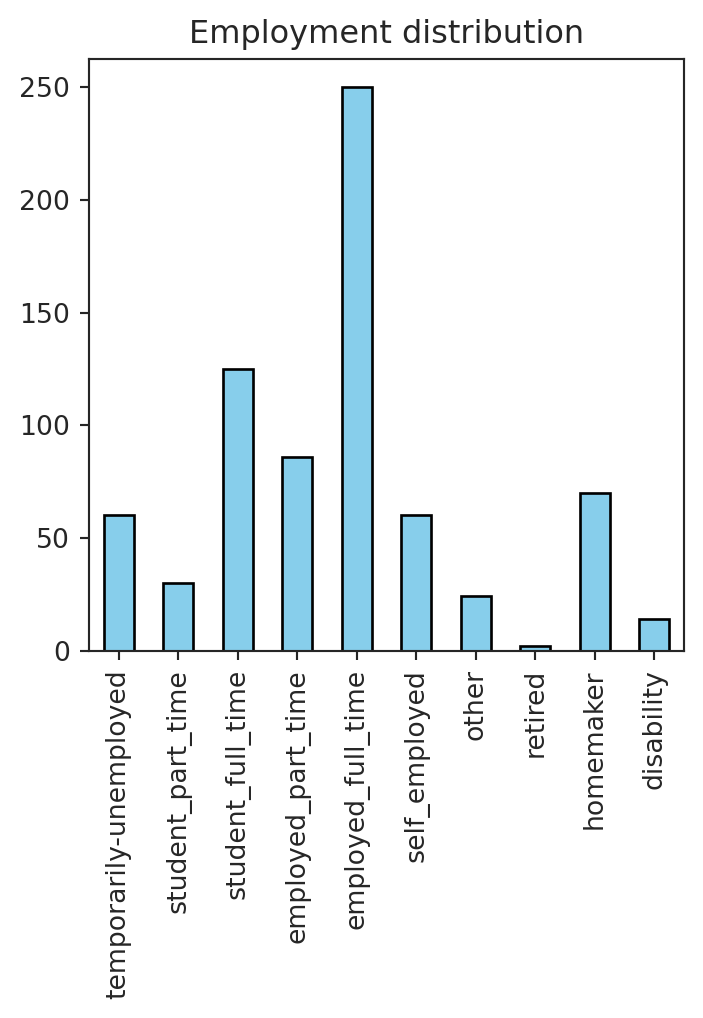 Employment distribution
250
200
150
100
50
0
temporarily-unemployed
student_part_time
student_full_time
employed_part_time
employed_full_time
self_employed
other
retired
homemaker
disability